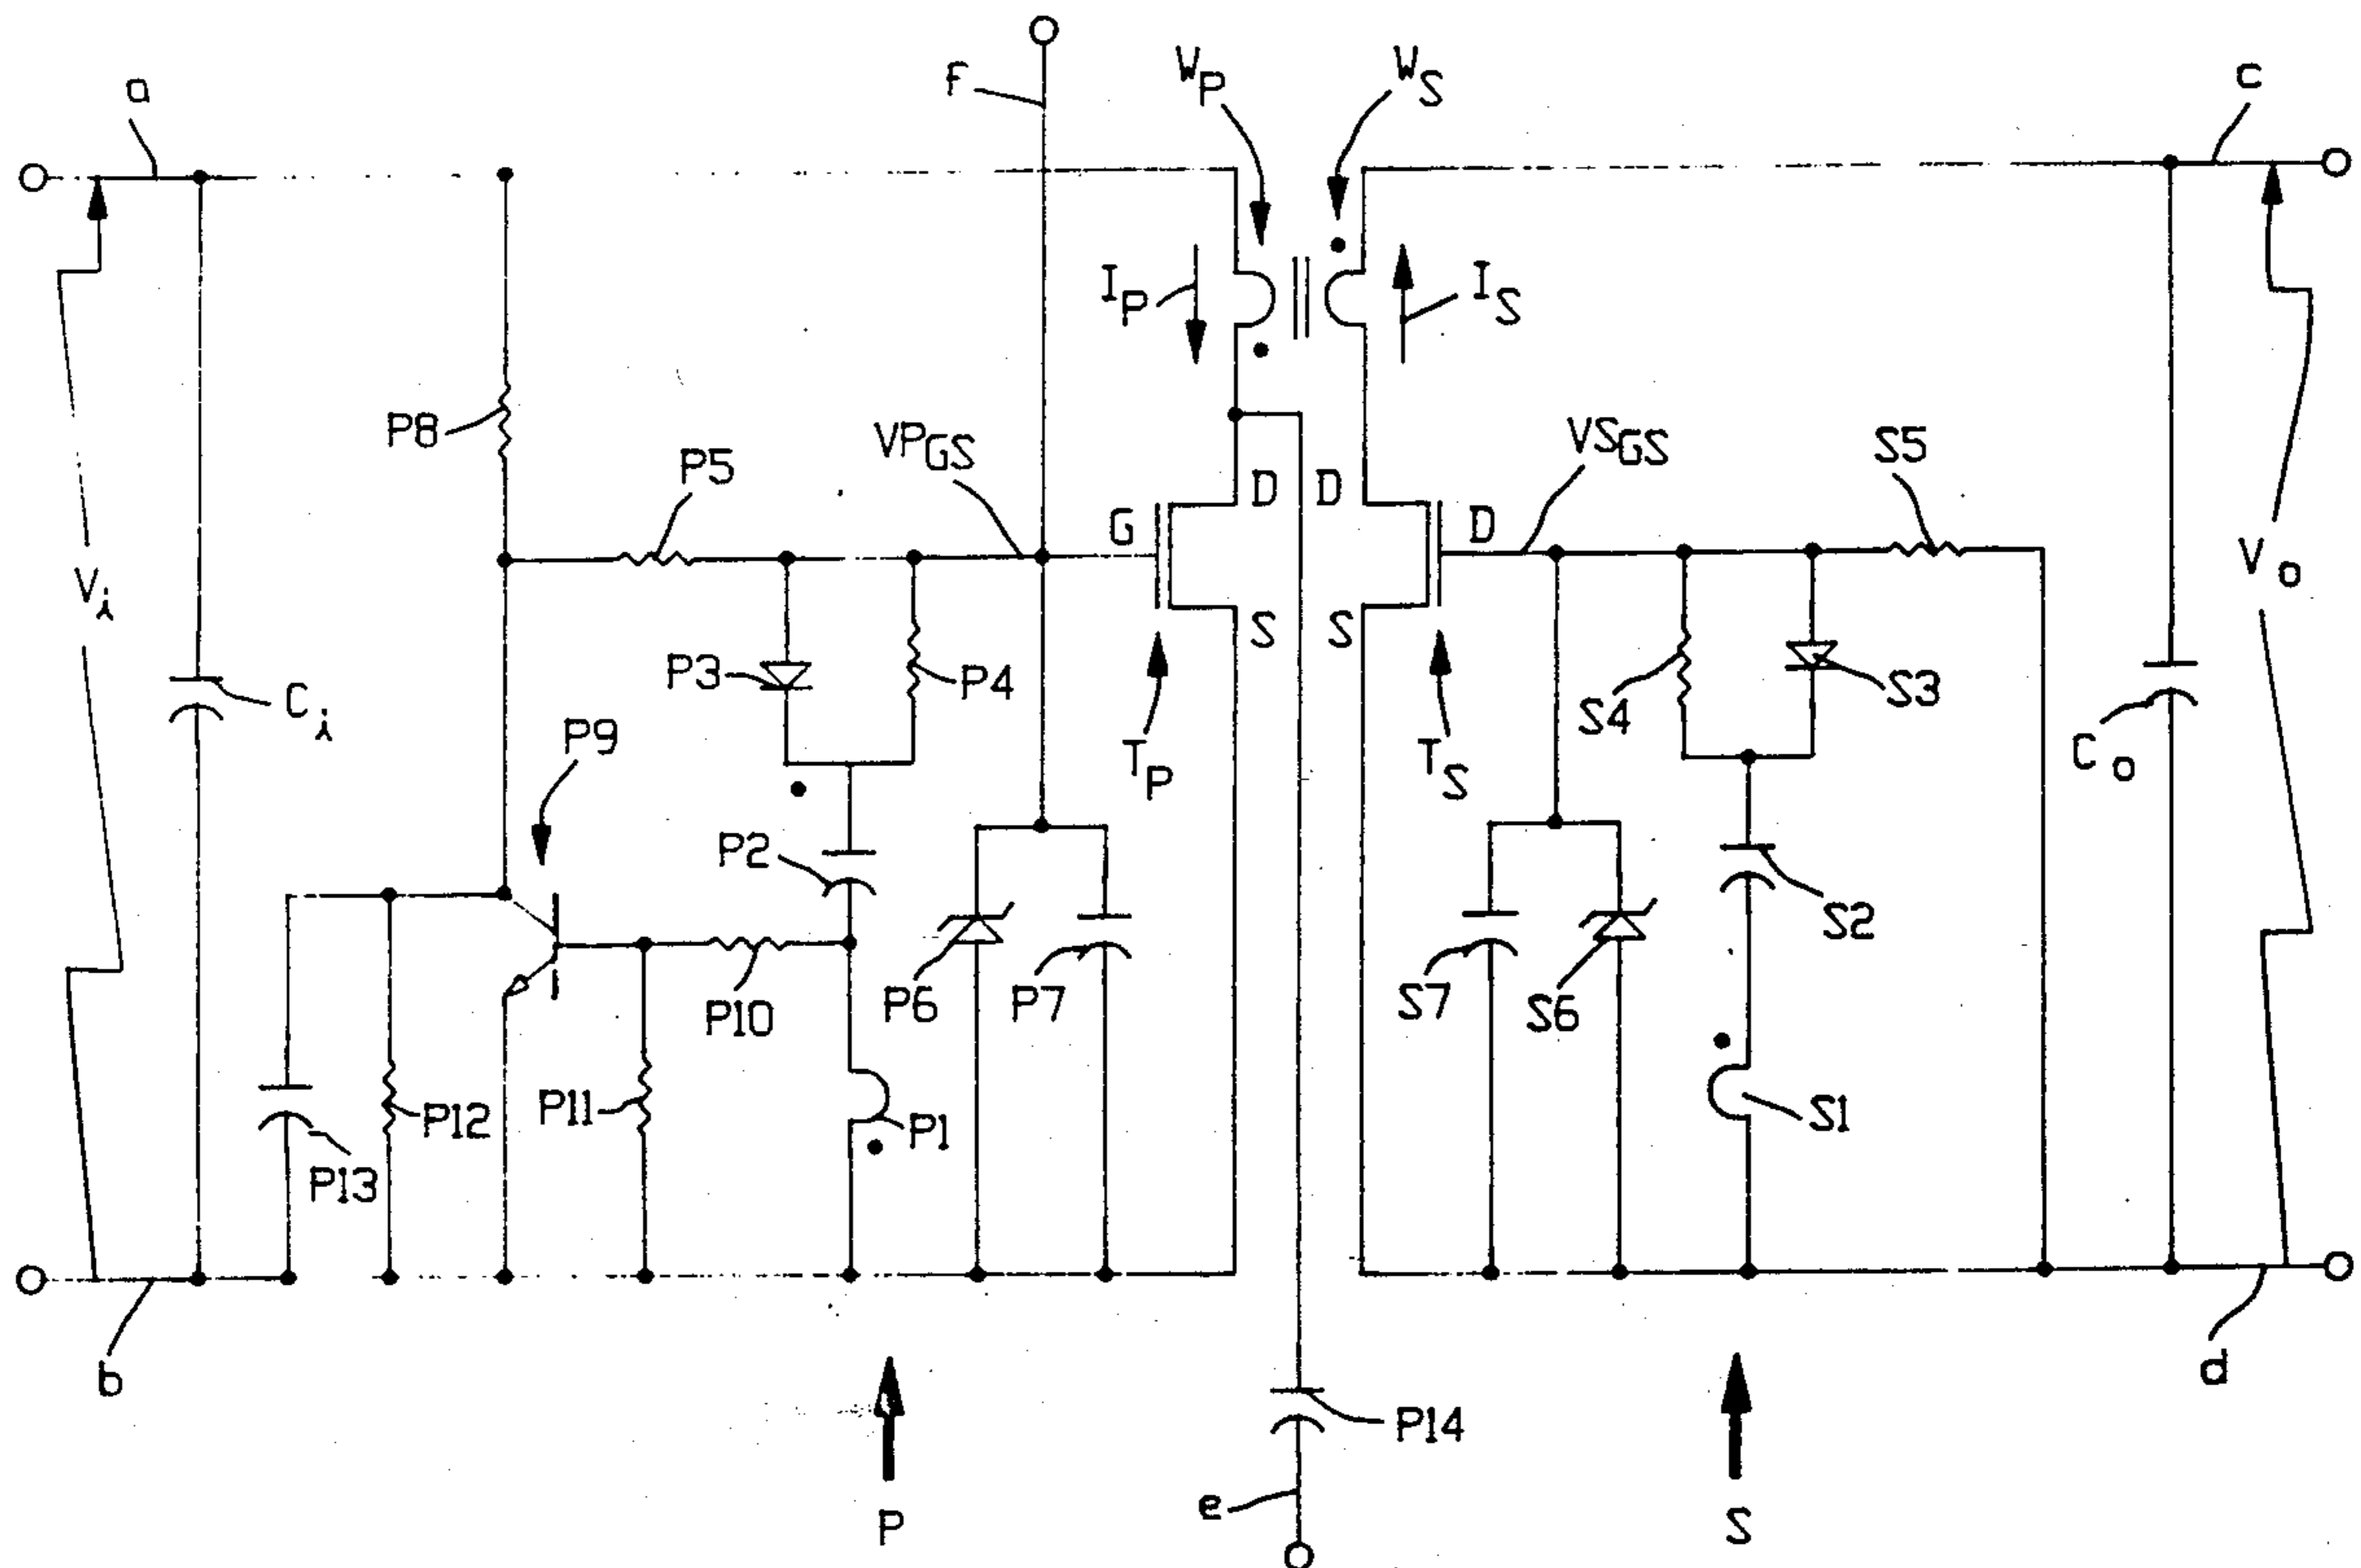 f
W_P
W_S
a
c
I_P
I_S
P8
P5
VP_GS
VS_GS
S5
D
D
G
D
V_i
V_o
S
S
P3
P4
S4
S3
C_i
P9
T_P
T_S
C_o
P2
S2
P6
P7
S7
S6
P10
P12
P11
P1
S1
P13
b
d
P14
e
P
S